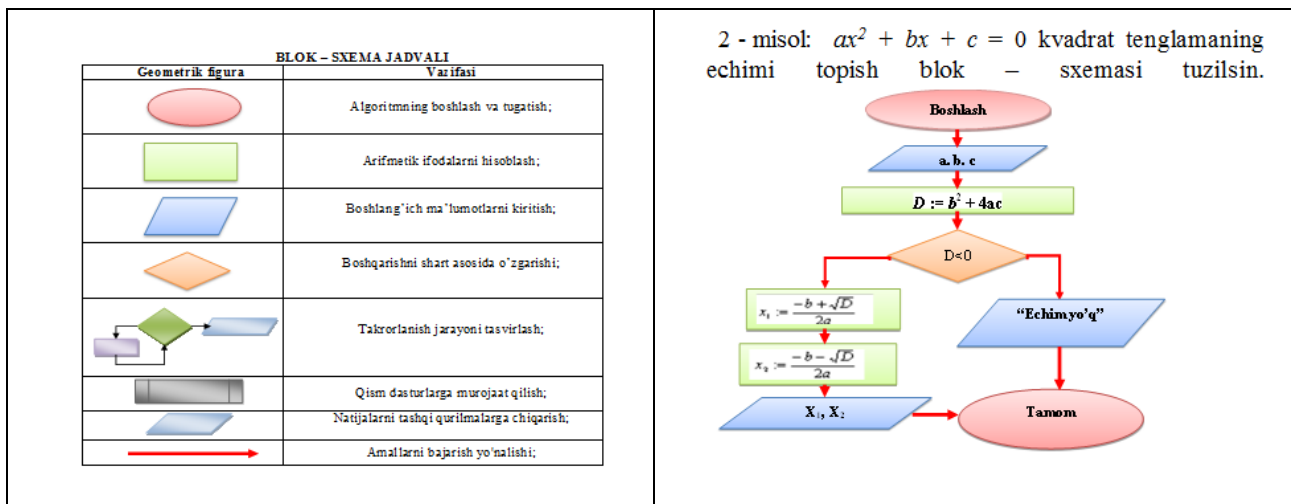 BLOK – SXEMA JADVALI
Geometrik figura Vazifasi
Algoritmning boshlash va tugatish;
Arifmetik ifodalarni hisoblash;
Boshlang`ich ma`lumotlarni kiritish;
Boshqarishni shart asosida o’zgarishi;
Takrorlanish jarayoni tasvirlash;
Qism dasturlarga murojaat qilish;
Natijalarni tashqi qurilmalarga chiqarish;
Amallarni bajarish yo'nalishi;
2 - misol: ax² + bx + c = 0 kvadrat tenglamaning
echimi topish blok – sxemasi tuzilsin.
Boshlash
a. b. c
D := b² + 4ac
D<0
x₁ := (-b + √D) / 2a
“Echim yo’q”
x₂ := (-b - √D) / 2a
X₁, X₂
Tamom